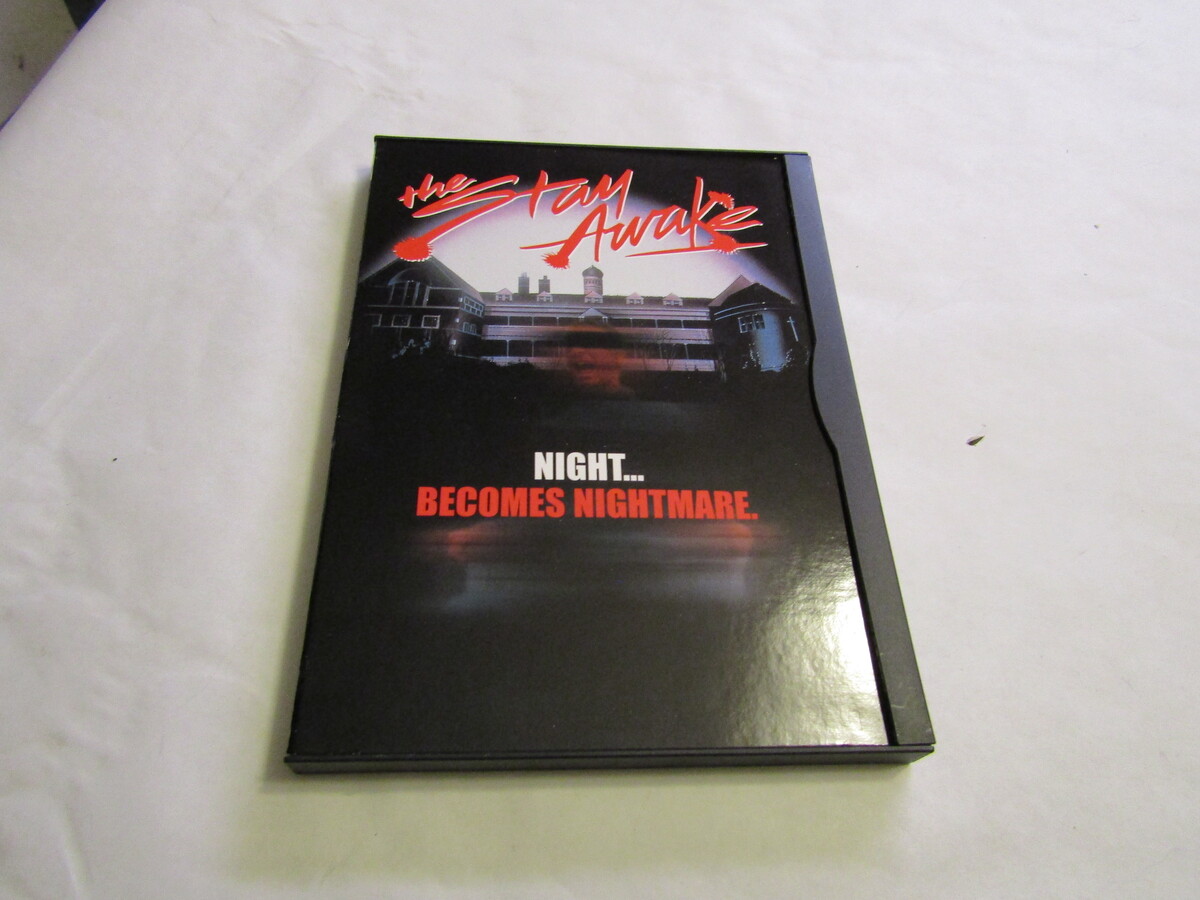 the Stay
Awake
NIGHT...
BECOMES NIGHTMARE.